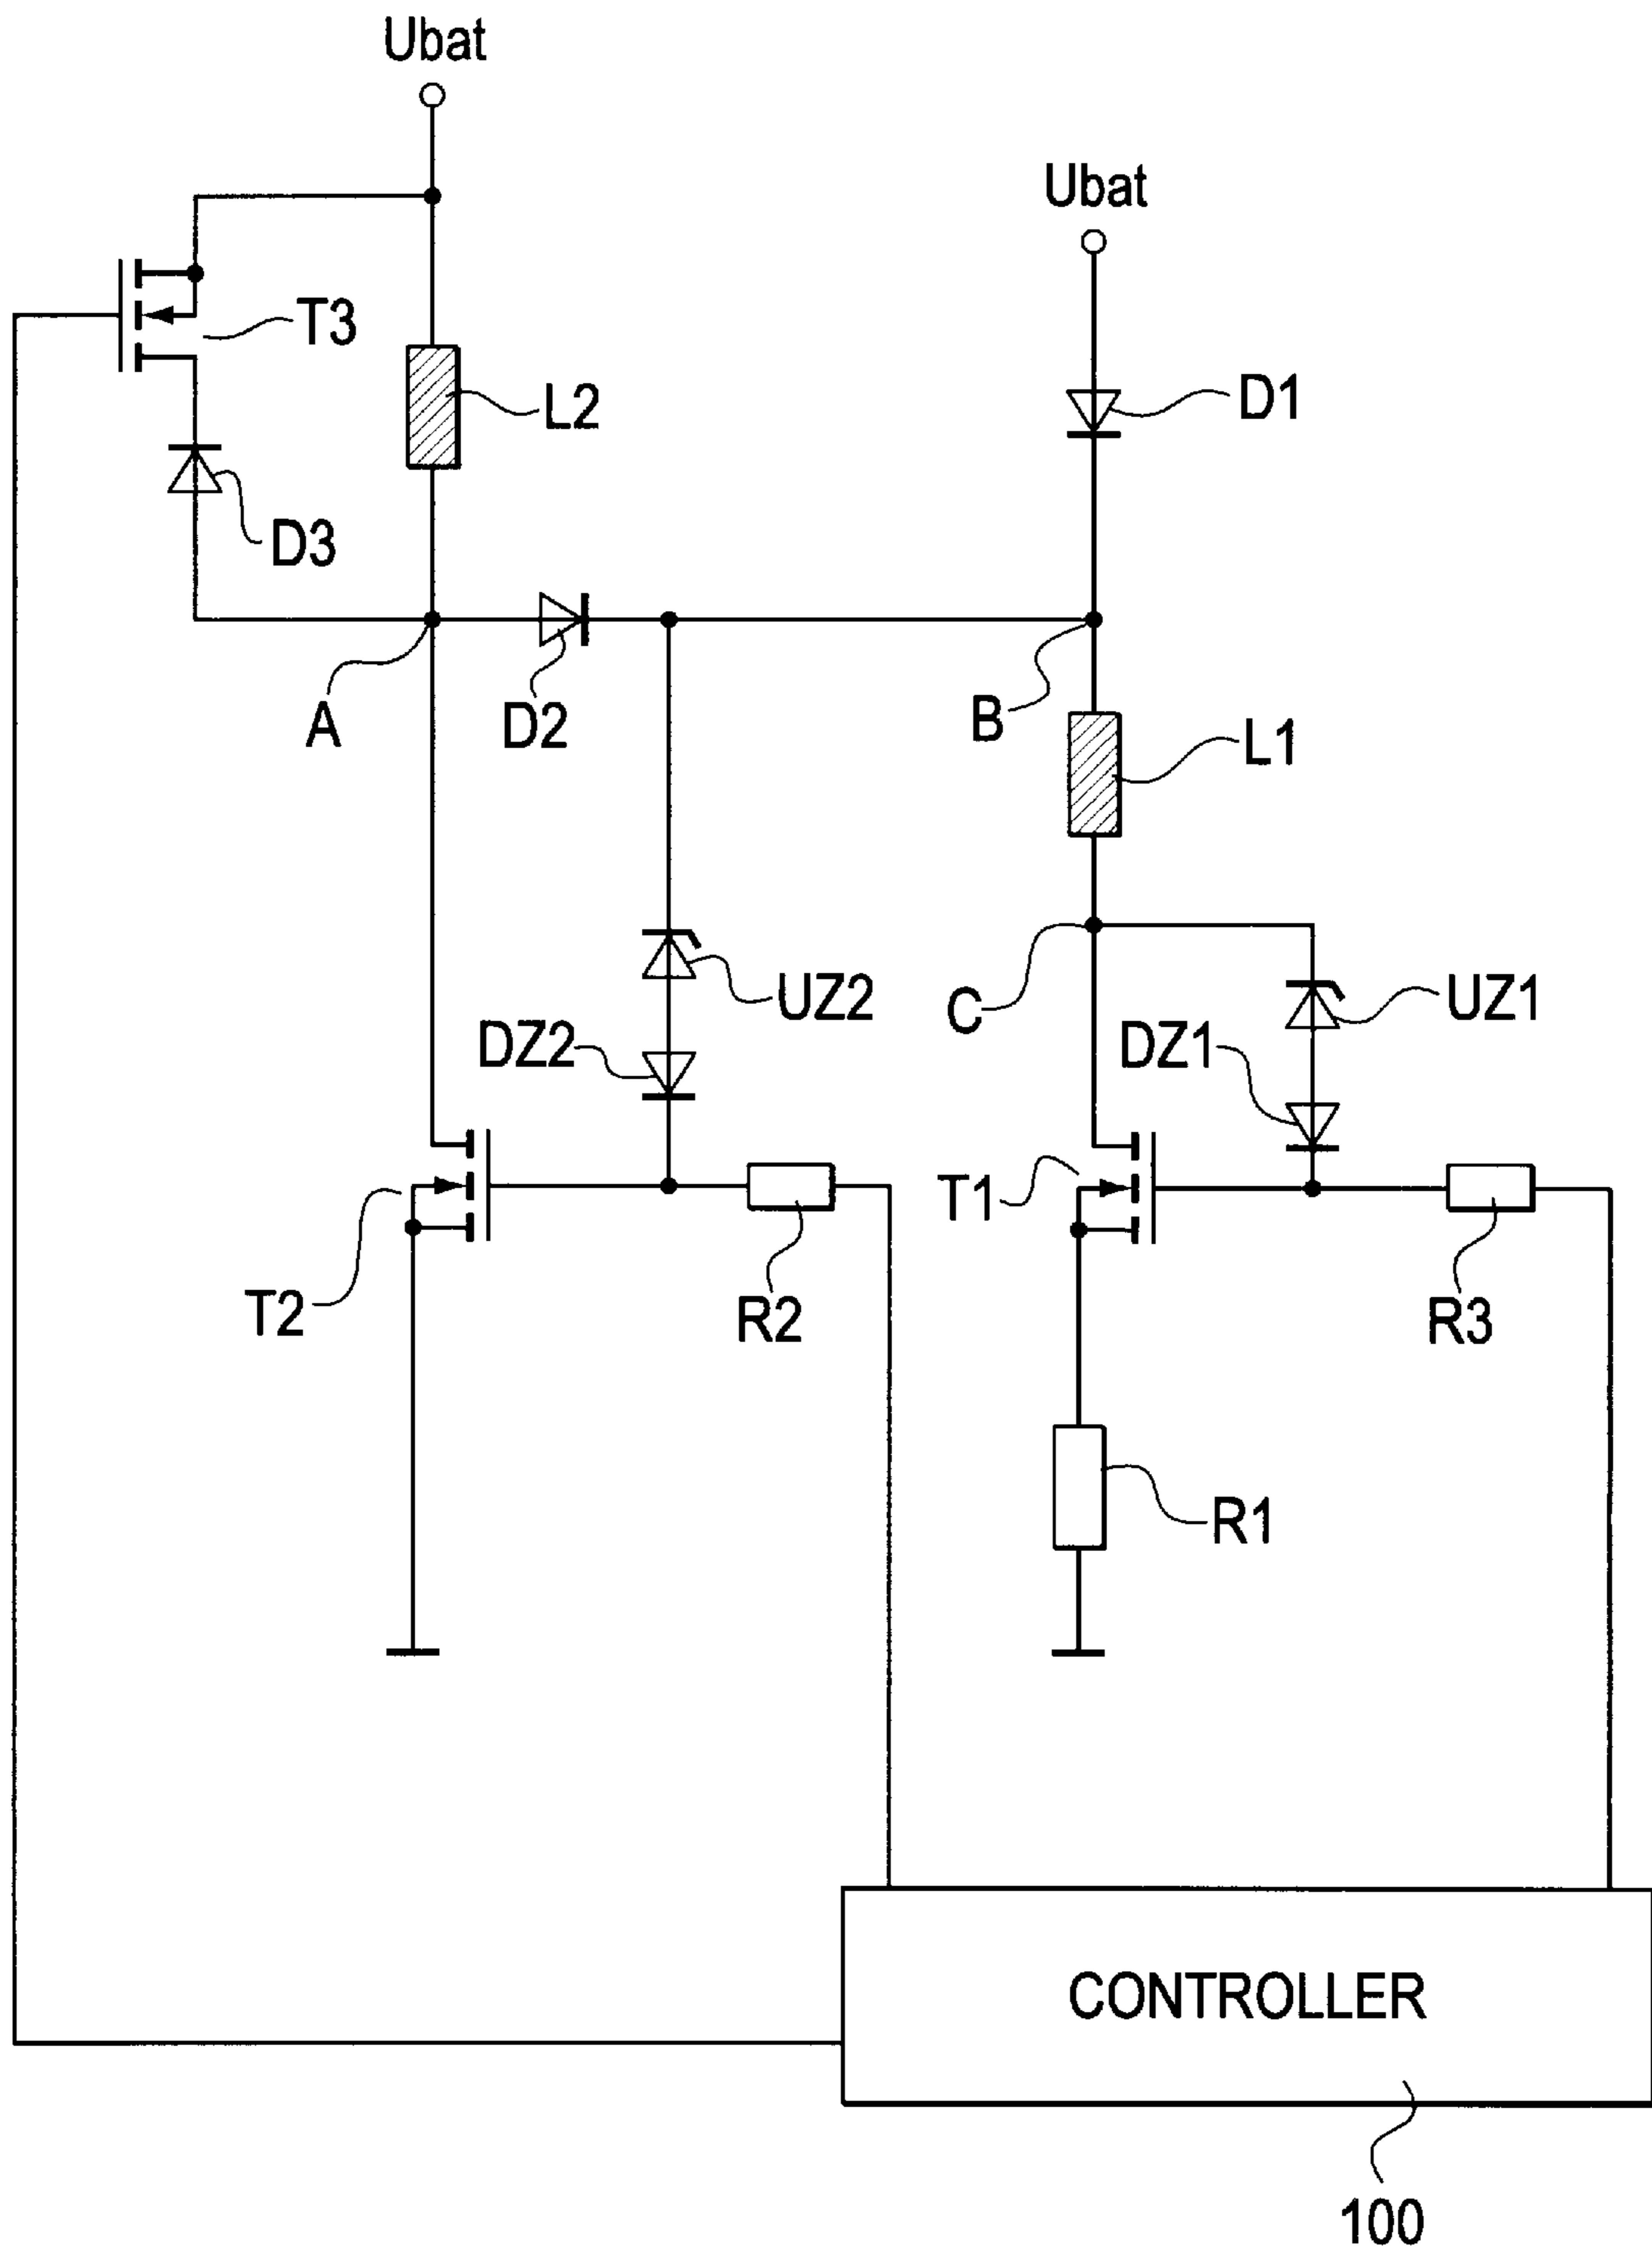 Ubat
Ubat
T3
L2
D1
D3
A
D2
B
L1
UZ2
C
UZ1
DZ2
DZ1
T1
T2
R2
R3
R1
CONTROLLER
100